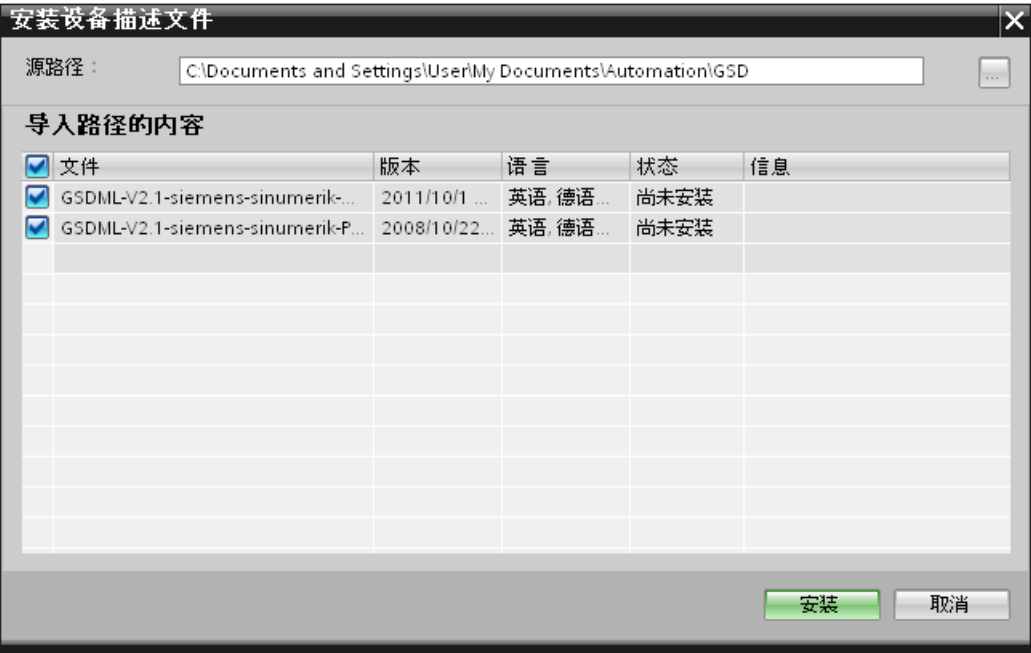 安装设备描述文件
源路径：
C:\Documents and Settings\User\My Documents\Automation\GSD
...
导入路径的内容
文件 版本 语言 状态 信息
GSDML-V2.1-siemens-sinumerik-... 2011/10/1 ... 英语, 德语... 尚未安装
GSDML-V2.1-siemens-sinumerik-P... 2008/10/22... 英语, 德语... 尚未安装
安装 取消